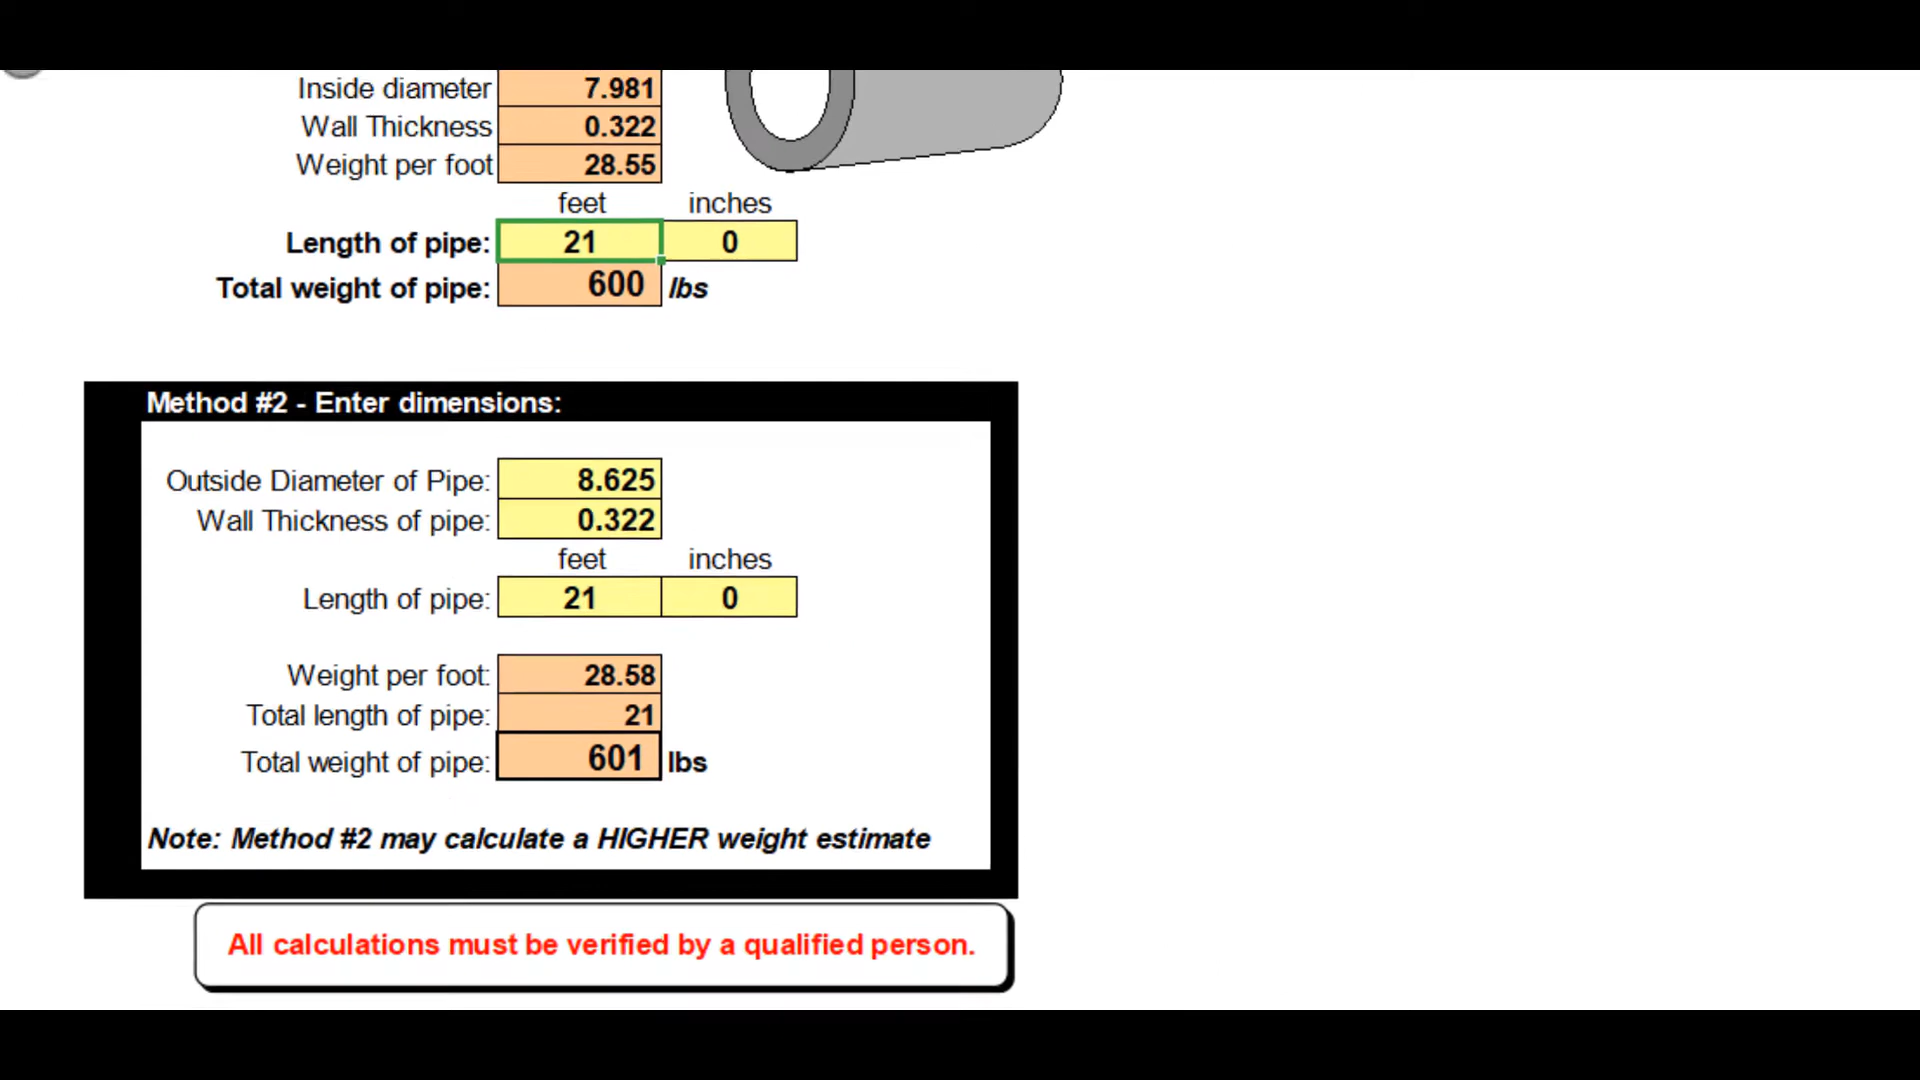 Inside diameter 7.981
Wall Thickness 0.322
Weight per foot 28.55
feet inches
Length of pipe: 21 0
Total weight of pipe: 600 lbs
Method #2 - Enter dimensions:
Outside Diameter of Pipe: 8.625
Wall Thickness of pipe: 0.322
feet inches
Length of pipe: 21 0
Weight per foot: 28.58
Total length of pipe: 21
Total weight of pipe: 601 lbs
Note: Method #2 may calculate a HIGHER weight estimate
All calculations must be verified by a qualified person.